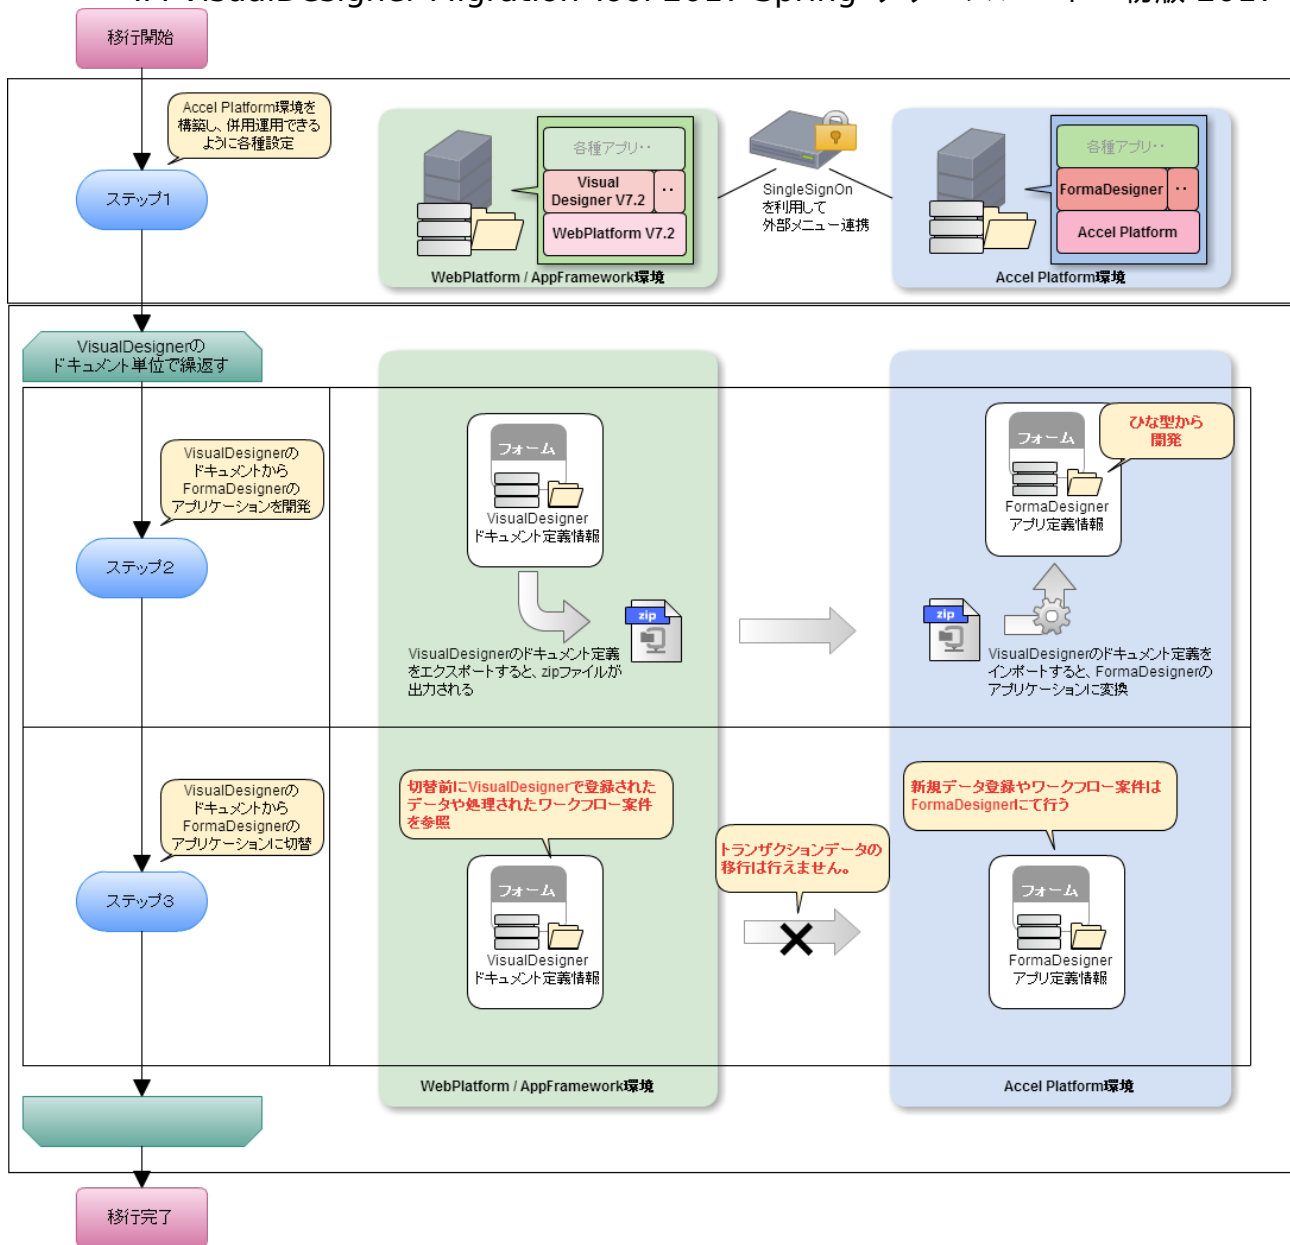 VisualDesigner Migration Tool 2017 Spring
移行開始
Accel Platform環境を
構築し、併用運用できる
ように各種設定
ステップ1
各種アプリ‥
Visual
Designer V7.2
‥
WebPlatform V7.2
WebPlatform / AppFramework環境
SingleSignOn
を利用して
外部メニュー連携
各種アプリ‥
FormaDesigner
‥
Accel Platform
Accel Platform環境
VisualDesignerの
ドキュメント単位で繰返す
VisualDesignerの
ドキュメントから
FormaDesignerの
アプリケーションを開発
ステップ2
フォーム
VisualDesigner
ドキュメント定義情報
zip
VisualDesignerのドキュメント定義
をエクスポートすると、zipファイルが
出力される
ひな型から
開発
フォーム
FormaDesigner
アプリ定義情報
zip
VisualDesignerのドキュメント定義を
インポートすると、FormaDesignerの
アプリケーションに変換
VisualDesignerの
ドキュメントから
FormaDesignerの
アプリケーションに切替
ステップ3
切替前にVisualDesignerで登録された
データや処理されたワークフロー案件
を参照
フォーム
VisualDesigner
ドキュメント定義情報
トランザクションデータの
移行は行えません。
新規データ登録やワークフロー案件は
FormaDesignerにて行う
フォーム
FormaDesigner
アプリ定義情報
WebPlatform / AppFramework環境
Accel Platform環境
移行完了